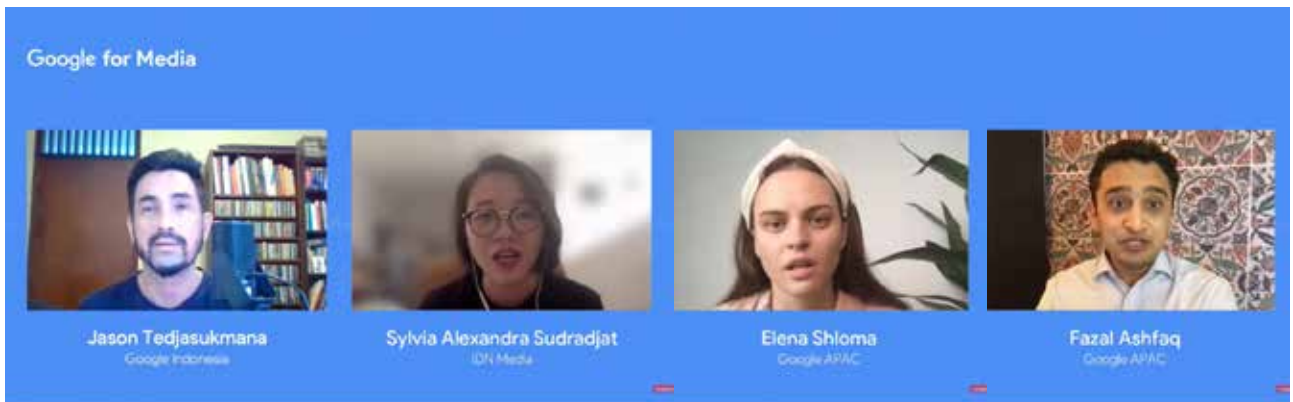 Google for Media
Jason Tedjasukmana
Google Indonesia
Sylvia Alexandra Sudradjat
IDN Media
Elena Shloma
Google APAC
Fazal Ashfaq
Google APAC